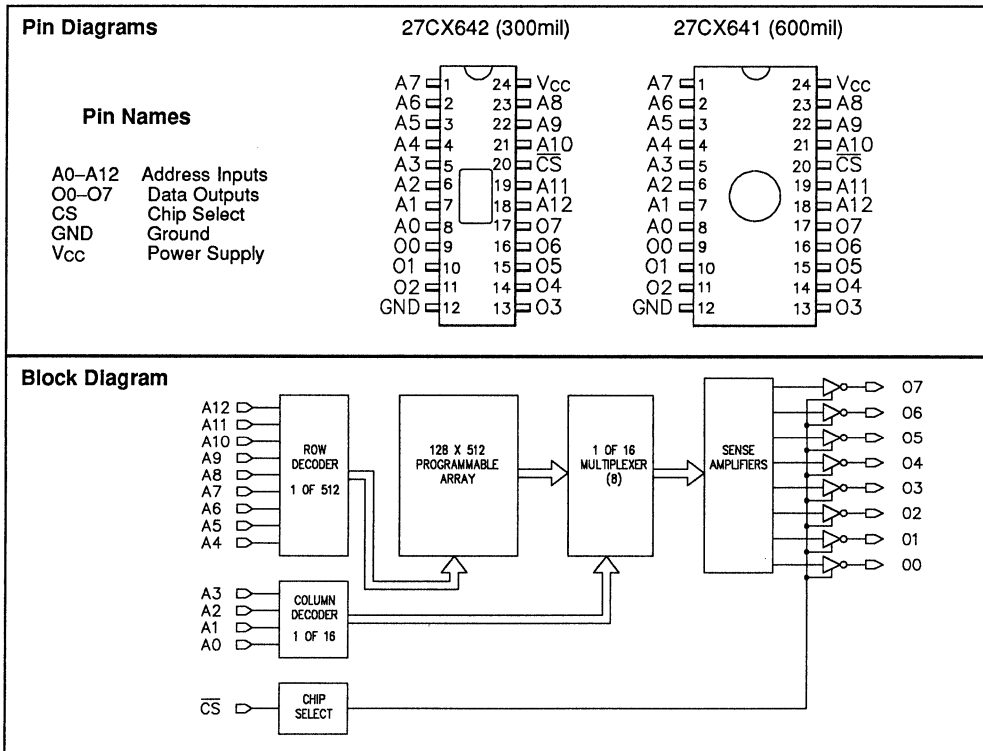 Pin Diagrams
27CX642 (300mil)
27CX641 (600mil)
Pin Names
A0–A12 Address Inputs
O0–O7 Data Outputs
CS Chip Select
GND Ground
Vcc Power Supply
A7 1 24 Vcc
A6 2 23 A8
A5 3 22 A9
A4 4 21 A10
A3 5 20 C̅S̅
A2 6 19 A11
A1 7 18 A12
A0 8 17 O7
O0 9 16 O6
O1 10 15 O5
O2 11 14 O4
GND 12 13 O3
A7 1 24 Vcc
A6 2 23 A8
A5 3 22 A9
A4 4 21 A10
A3 5 20 C̅S̅
A2 6 19 A11
A1 7 18 A12
A0 8 17 O7
O0 9 16 O6
O1 10 15 O5
O2 11 14 O4
GND 12 13 O3
Block Diagram
A12
A11
A10
A9
A8
A7
A6
A5
A4
ROW
DECODER
1 OF 512
128 X 512
PROGRAMMABLE
ARRAY
1 OF 16
MULTIPLEXER
(8)
SENSE
AMPLIFIERS
O7
O6
O5
O4
O3
O2
O1
O0
A3
A2
A1
A0
COLUMN
DECODER
1 OF 16
C̅S̅
CHIP
SELECT